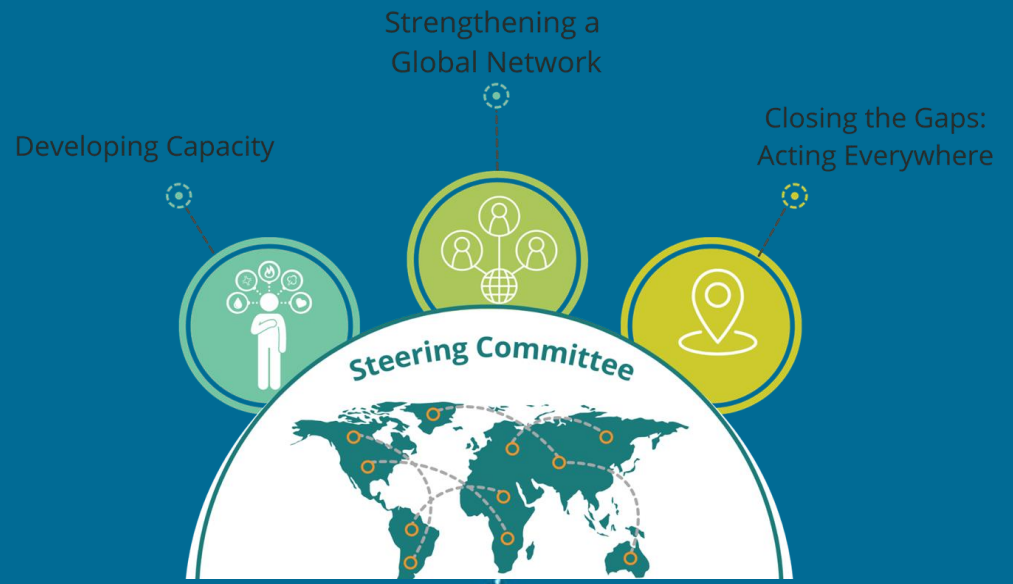 Strengthening a
Global Network
Developing Capacity
Closing the Gaps:
Acting Everywhere
Steering Committee